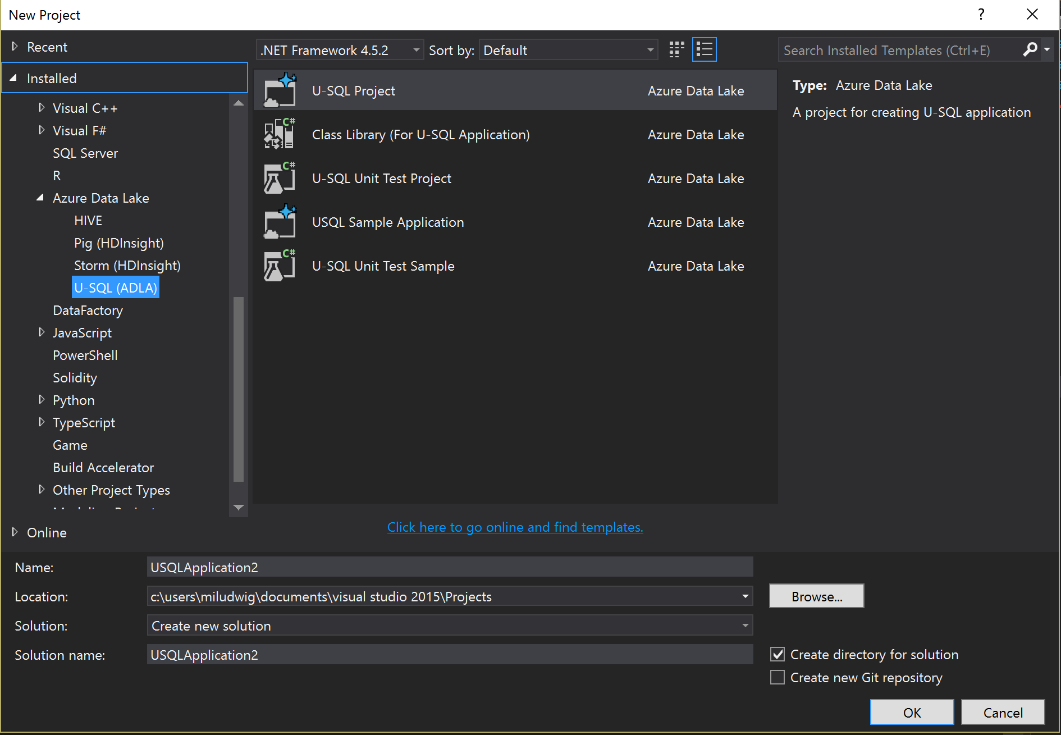 New Project
?
Recent
.NET Framework 4.5.2
Sort by:
Default
Search Installed Templates (Ctrl+E)
Installed
Visual C++
Visual F#
SQL Server
R
Azure Data Lake
HIVE
Pig (HDInsight)
Storm (HDInsight)
U-SQL (ADLA)
DataFactory
JavaScript
PowerShell
Solidity
Python
TypeScript
Game
Build Accelerator
Other Project Types
Online
U-SQL Project Azure Data Lake
C# Class Library (For U-SQL Application) Azure Data Lake
C# U-SQL Unit Test Project Azure Data Lake
USQL Sample Application Azure Data Lake
C# U-SQL Unit Test Sample Azure Data Lake
Type: Azure Data Lake
A project for creating U-SQL application
Click here to go online and find templates.
Name: USQLApplication2
Location: c:\users\miludwig\documents\visual studio 2015\Projects
Browse...
Solution: Create new solution
Solution name: USQLApplication2
Create directory for solution
Create new Git repository
OK
Cancel